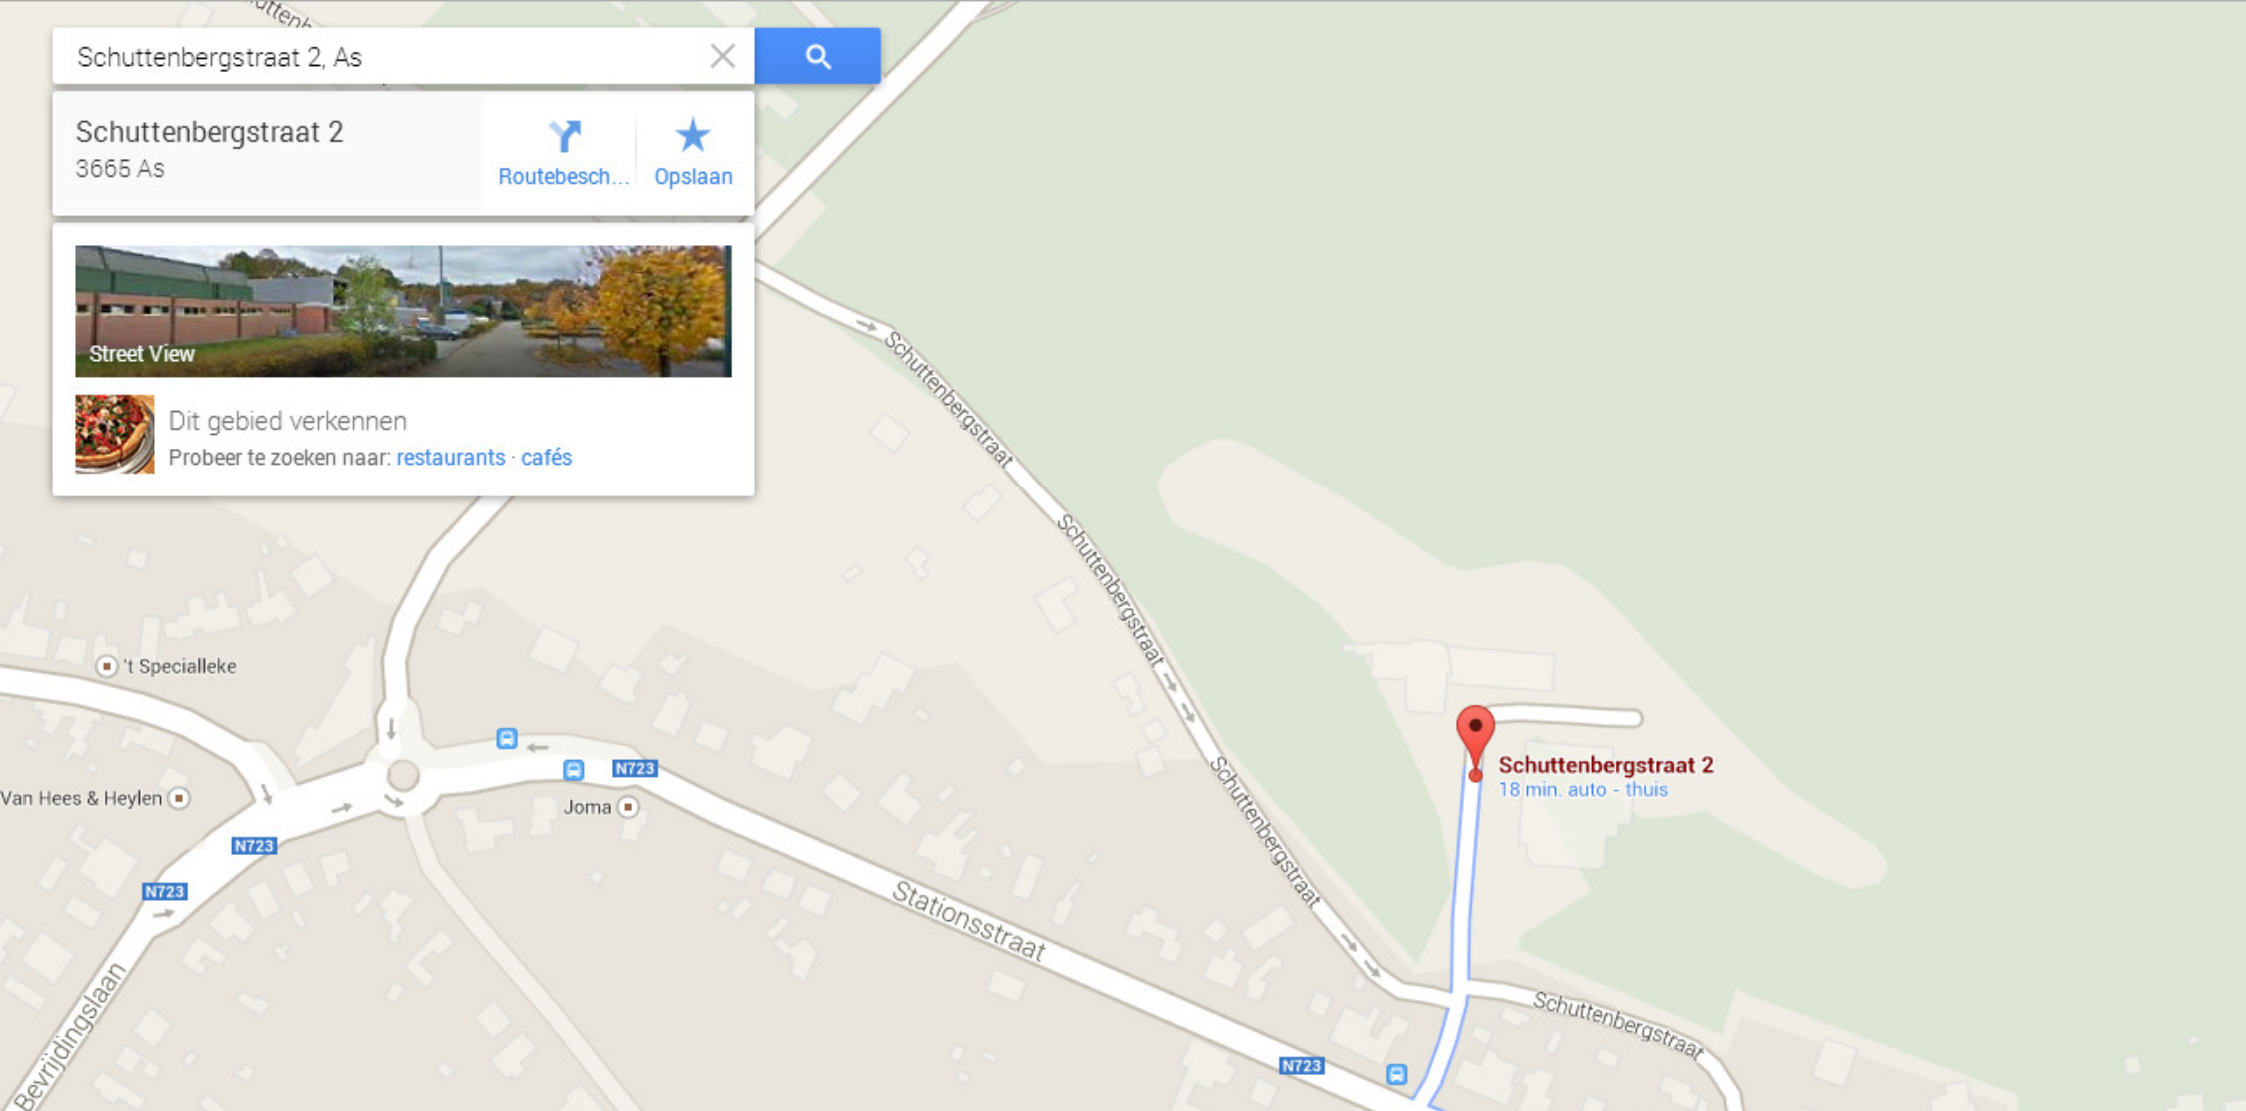 Schuttenbergstraat 2, As
Schuttenbergstraat 2
3665 As
Routebesch...
Opslaan
Street View
Dit gebied verkennen
Probeer te zoeken naar: restaurants · cafés
Schuttenbergstraat
Schuttenbergstraat
't Specialleke
N723
Schuttenbergstraat 2
18 min. auto - thuis
Van Hees & Heylen
Joma
Schuttenbergstraat
N723
N723
Stationsstraat
Bevrijdingslaan
Schuttenbergstraat
N723